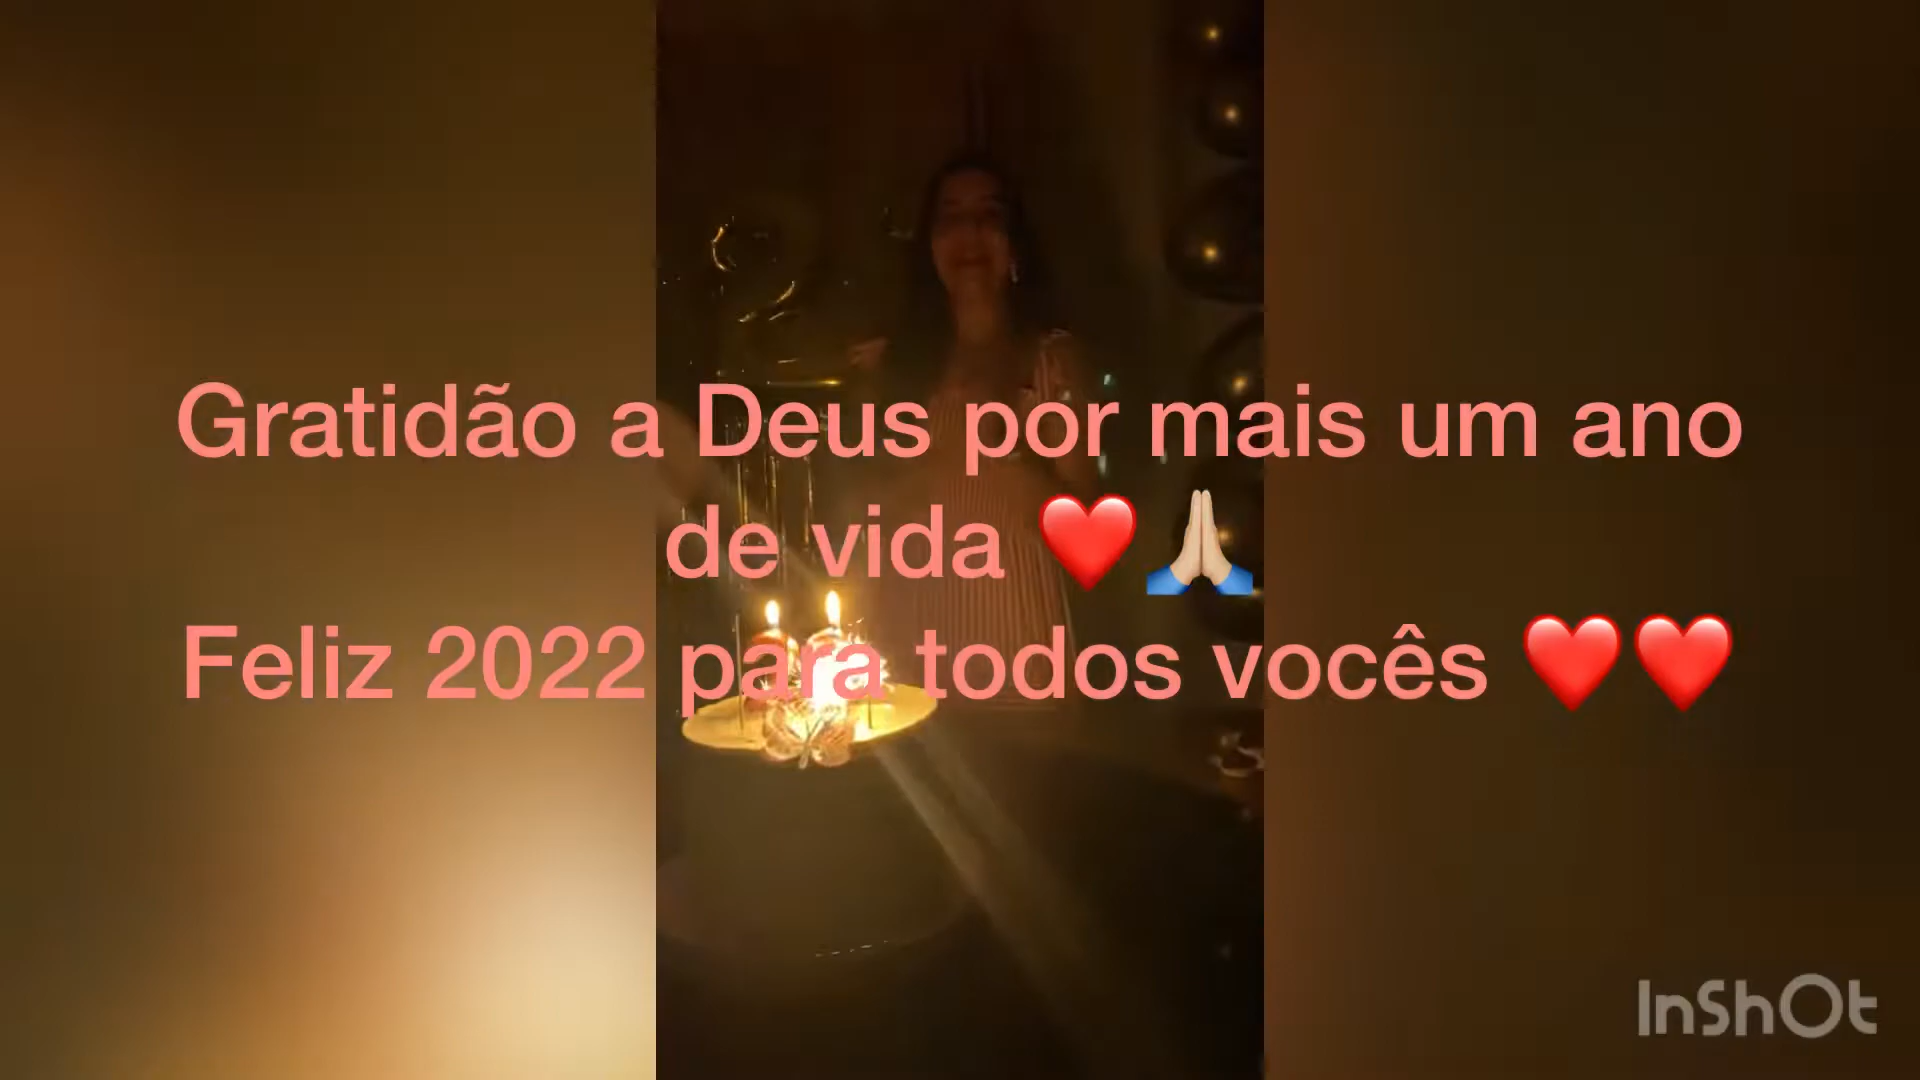 Gratidão a Deus por mais um ano
de vida ❤️🙏🏻
Feliz 2022 para todos vocês ❤️❤️
InShOt